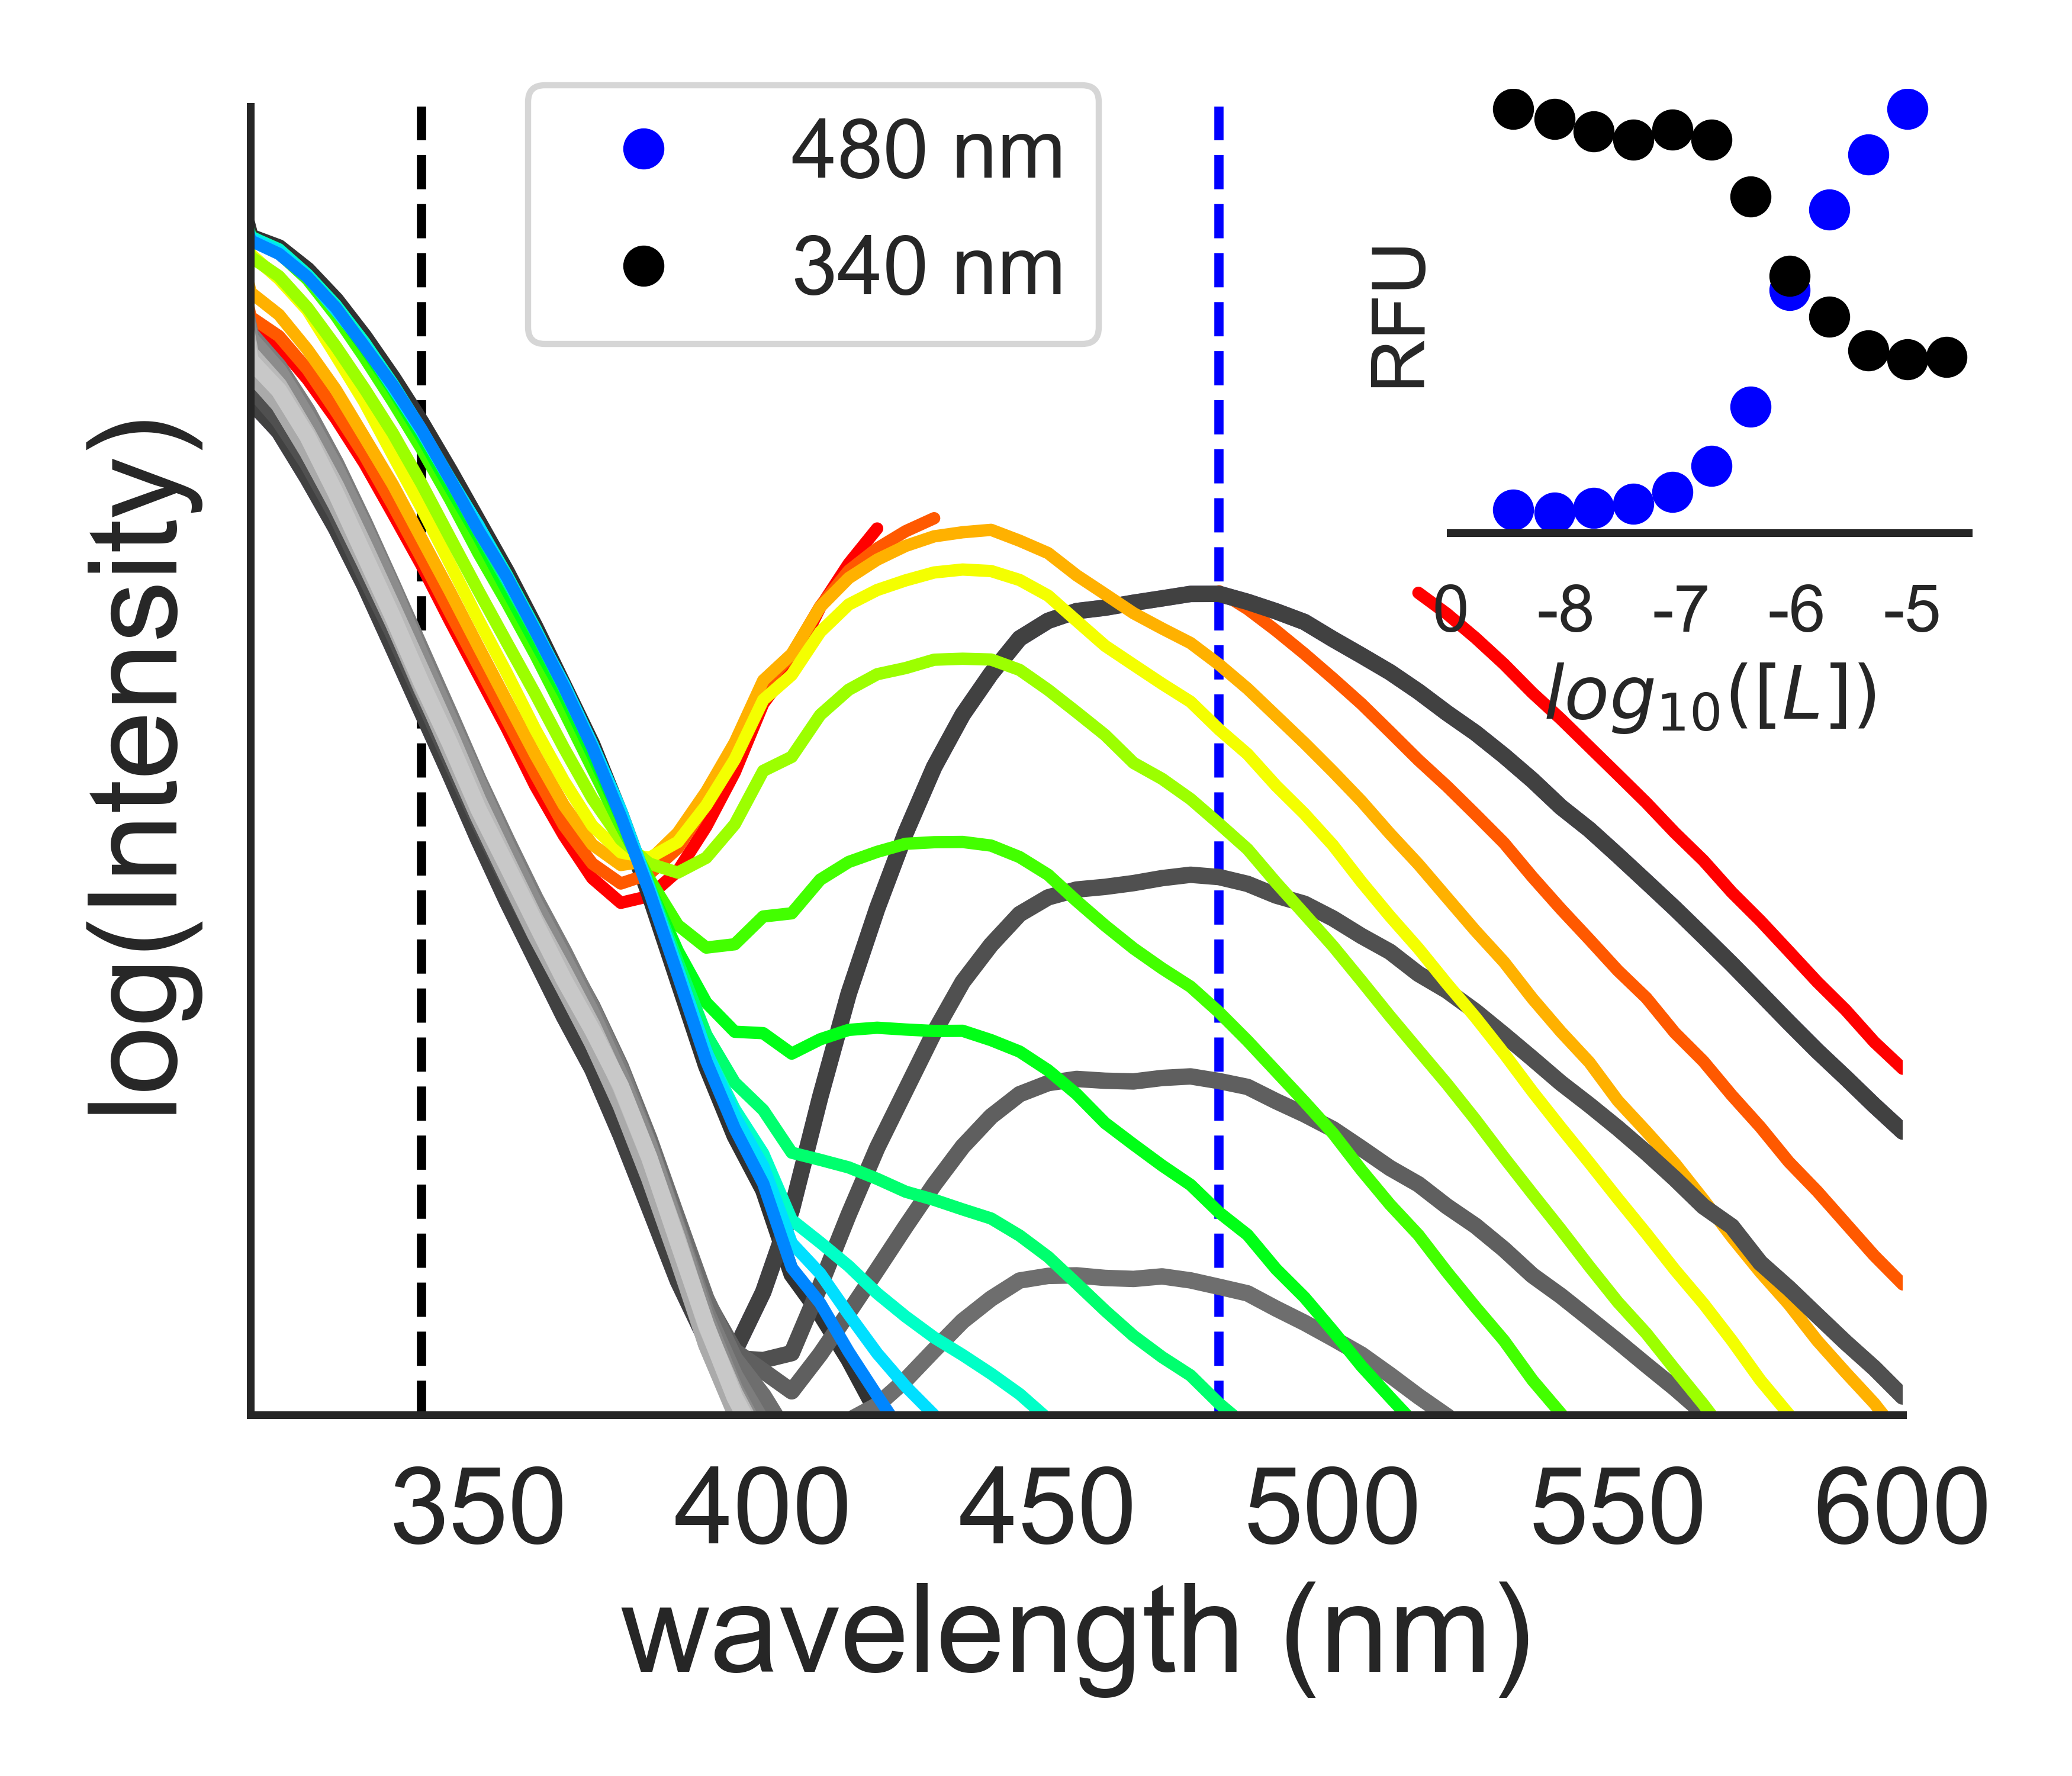 480 nm
340 nm
RFU
0 -8 -7 -6 -5
log10([L])
log(Intensity)
350 400 450 500 550 600
wavelength (nm)